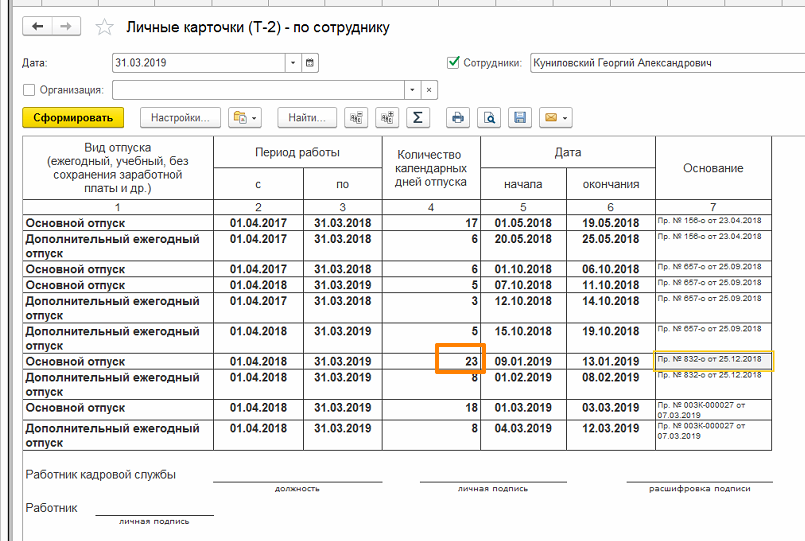 Личные карточки (Т-2) - по сотруднику
Дата: 31.03.2019 Сотрудники: Куниловский Георгий Александрович
Организация:
Сформировать Настройки... Найти...
Вид отпуска (ежегодный, учебный, без сохранения заработной платы и др.) Период работы Количество календарных дней отпуска Дата Основание
с по начала окончания
1 2 3 4 5 6 7
Основной отпуск 01.04.2017 31.03.2018 17 01.05.2018 19.05.2018 Пр. № 156-о от 23.04.2018
Дополнительный ежегодный отпуск 01.04.2017 31.03.2018 6 20.05.2018 25.05.2018 Пр. № 156-о от 23.04.2018
Основной отпуск 01.04.2017 31.03.2018 6 01.10.2018 06.10.2018 Пр. № 657-о от 25.09.2018
Основной отпуск 01.04.2018 31.03.2019 5 07.10.2018 11.10.2018 Пр. № 657-о от 25.09.2018
Дополнительный ежегодный отпуск 01.04.2017 31.03.2018 3 12.10.2018 14.10.2018 Пр. № 657-о от 25.09.2018
Дополнительный ежегодный отпуск 01.04.2018 31.03.2019 5 15.10.2018 19.10.2018 Пр. № 657-о от 25.09.2018
Основной отпуск 01.04.2018 31.03.2019 23 09.01.2019 13.01.2019 Пр. № 832-о от 25.12.2018
Дополнительный ежегодный отпуск 01.04.2018 31.03.2019 8 01.02.2019 08.02.2019 Пр. № 832-о от 25.12.2018
Основной отпуск 01.04.2018 31.03.2019 18 01.03.2019 03.03.2019 Пр. № 003К-000027 от 07.03.2019
Дополнительный ежегодный отпуск 01.04.2018 31.03.2019 8 04.03.2019 12.03.2019 Пр. № 003К-000027 от 07.03.2019
Работник кадровой службы
должность личная подпись расшифровка подписи
Работник
личная подпись